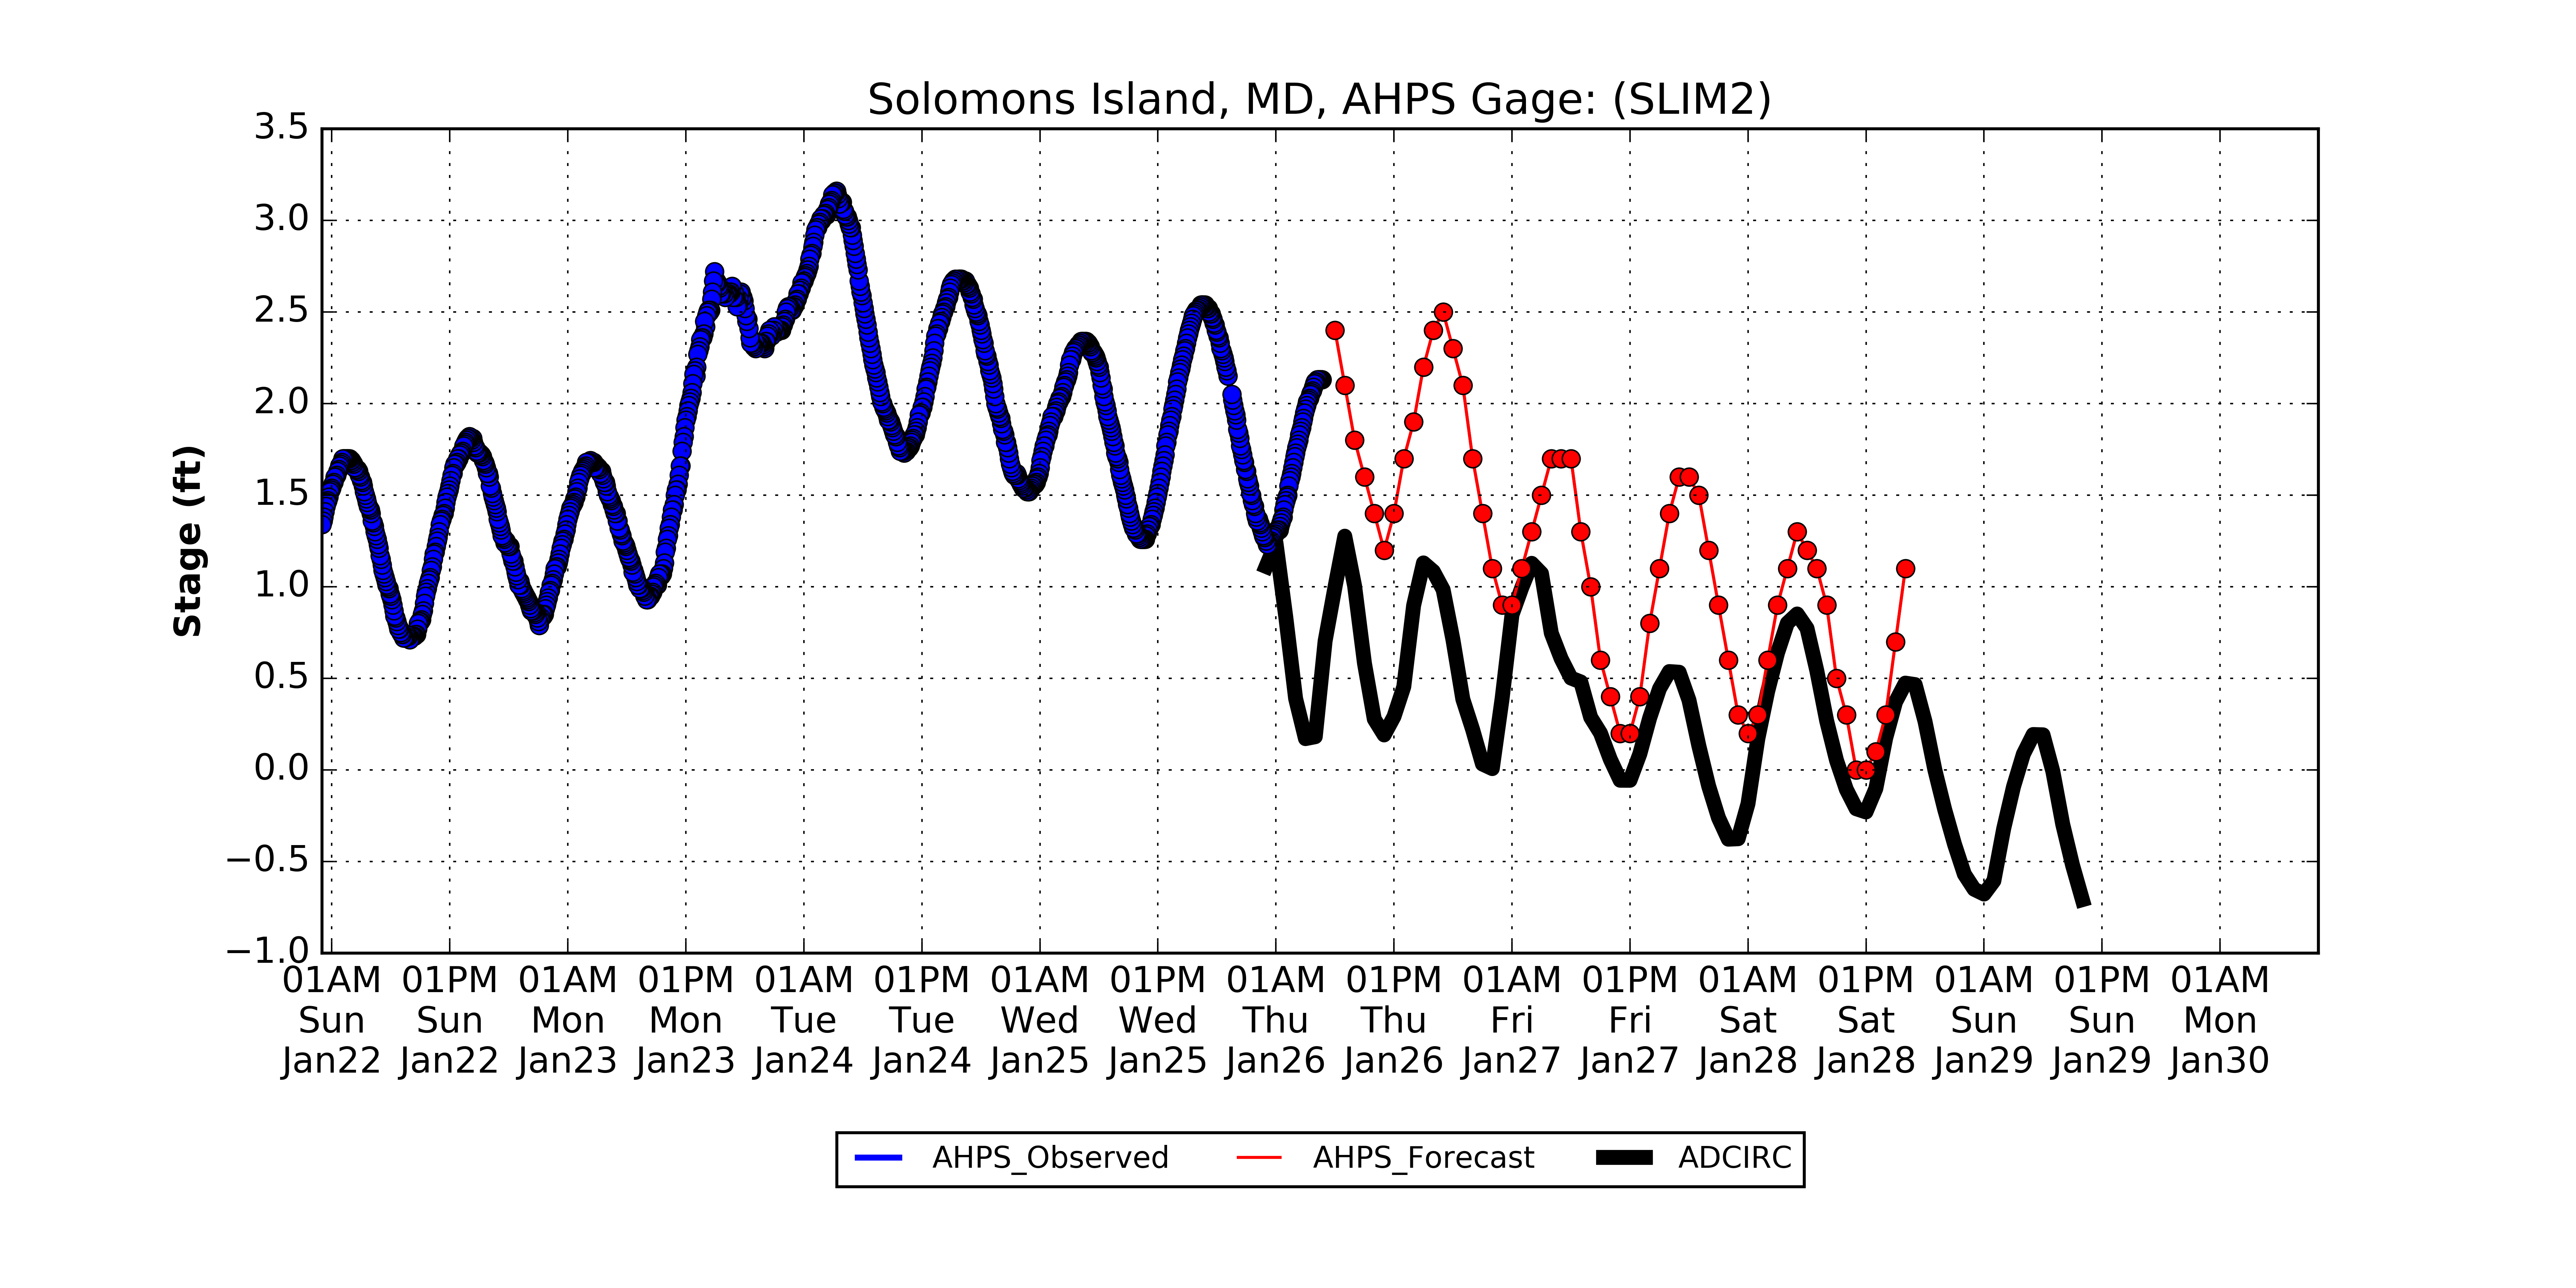 Solomons Island, MD, AHPS Gage: (SLIM2)
Stage (ft)
3.5
3.0
2.5
2.0
1.5
1.0
0.5
0.0
−0.5
−1.0
01AM 01PM 01AM 01PM 01AM 01PM 01AM 01PM 01AM 01PM 01AM 01PM 01AM 01PM 01AM 01PM 01AM
Sun Sun Mon Mon Tue Tue Wed Wed Thu Thu Fri Fri Sat Sat Sun Sun Mon
Jan22 Jan22 Jan23 Jan23 Jan24 Jan24 Jan25 Jan25 Jan26 Jan26 Jan27 Jan27 Jan28 Jan28 Jan29 Jan29 Jan30
AHPS_Observed AHPS_Forecast ADCIRC